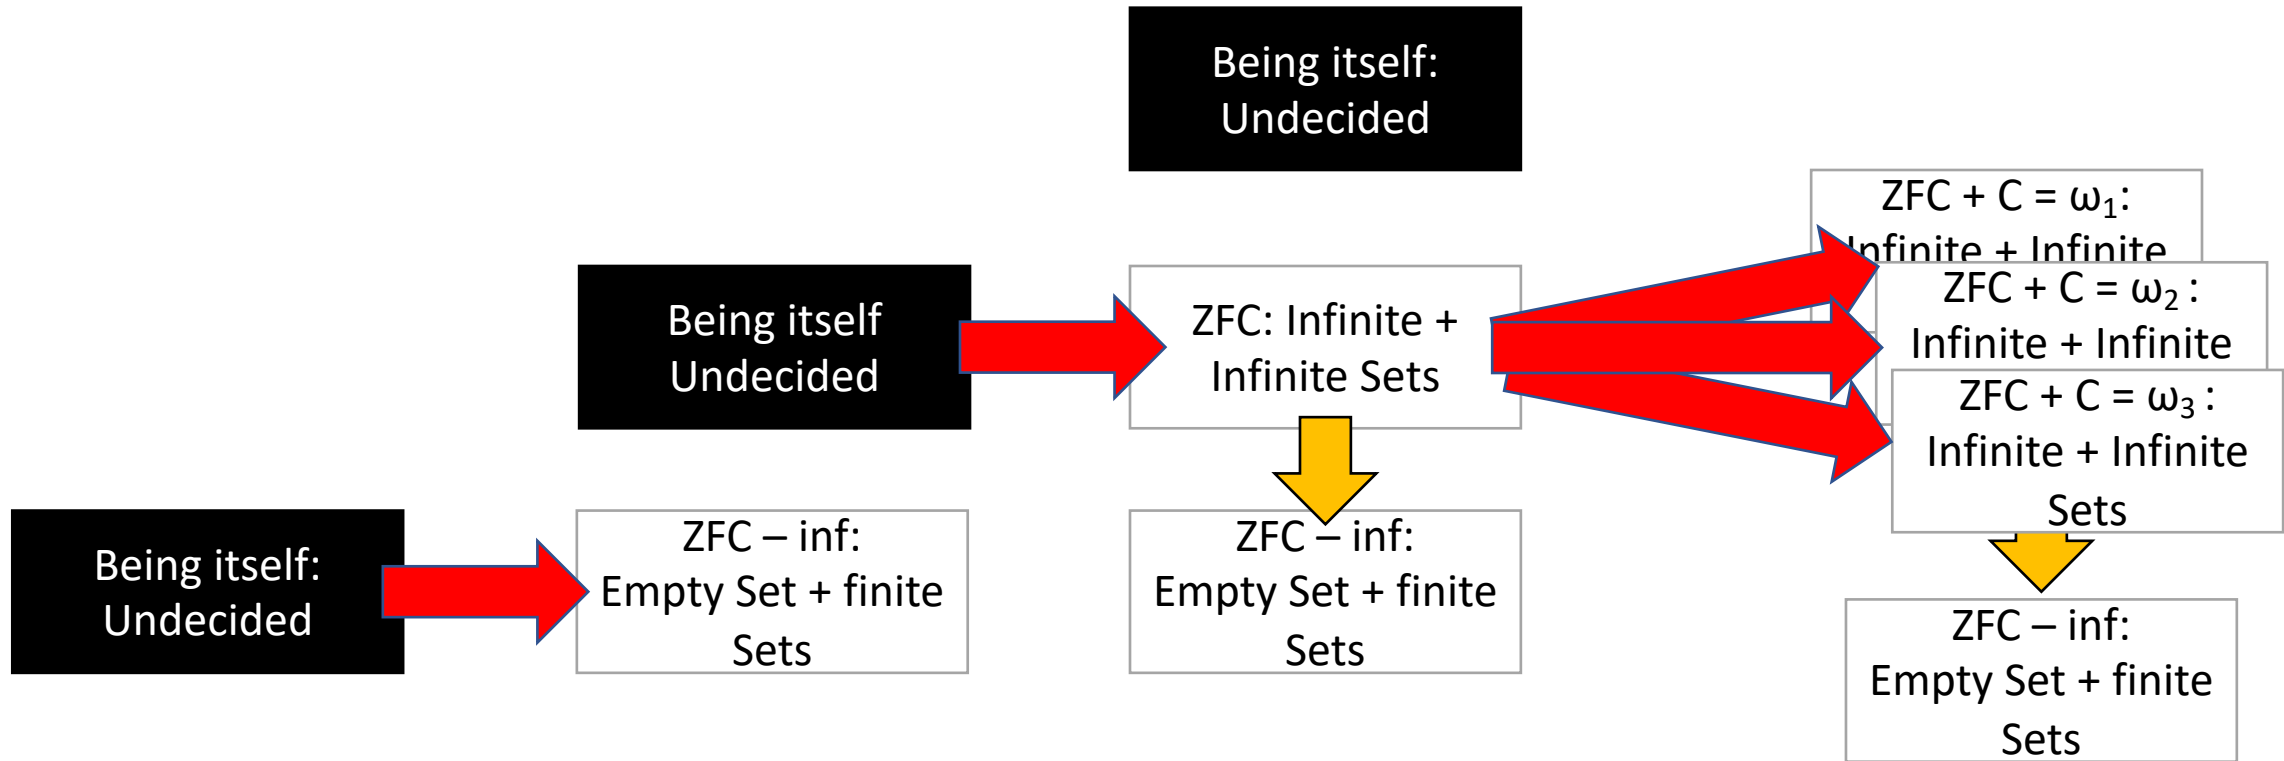 Being itself:
Undecided
ZFC + C = ω₁:
Infinite + Infinite
ZFC + C = ω₂ :
Infinite + Infinite
ZFC + C = ω₃ :
Infinite + Infinite
Sets
Being itself
Undecided
ZFC: Infinite +
Infinite Sets
Being itself:
Undecided
ZFC – inf:
Empty Set + finite
Sets
ZFC – inf:
Empty Set + finite
Sets
ZFC – inf:
Empty Set + finite
Sets